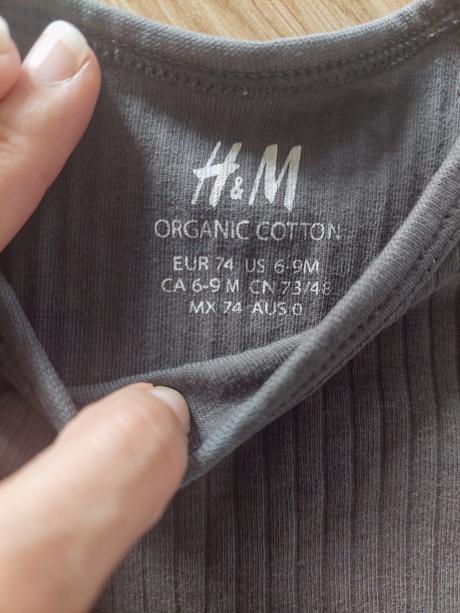 H&M
ORGANIC COTTON
EUR 74 US 6-9M
CA 6-9 M CN 73/48
MX 74 AUS 0